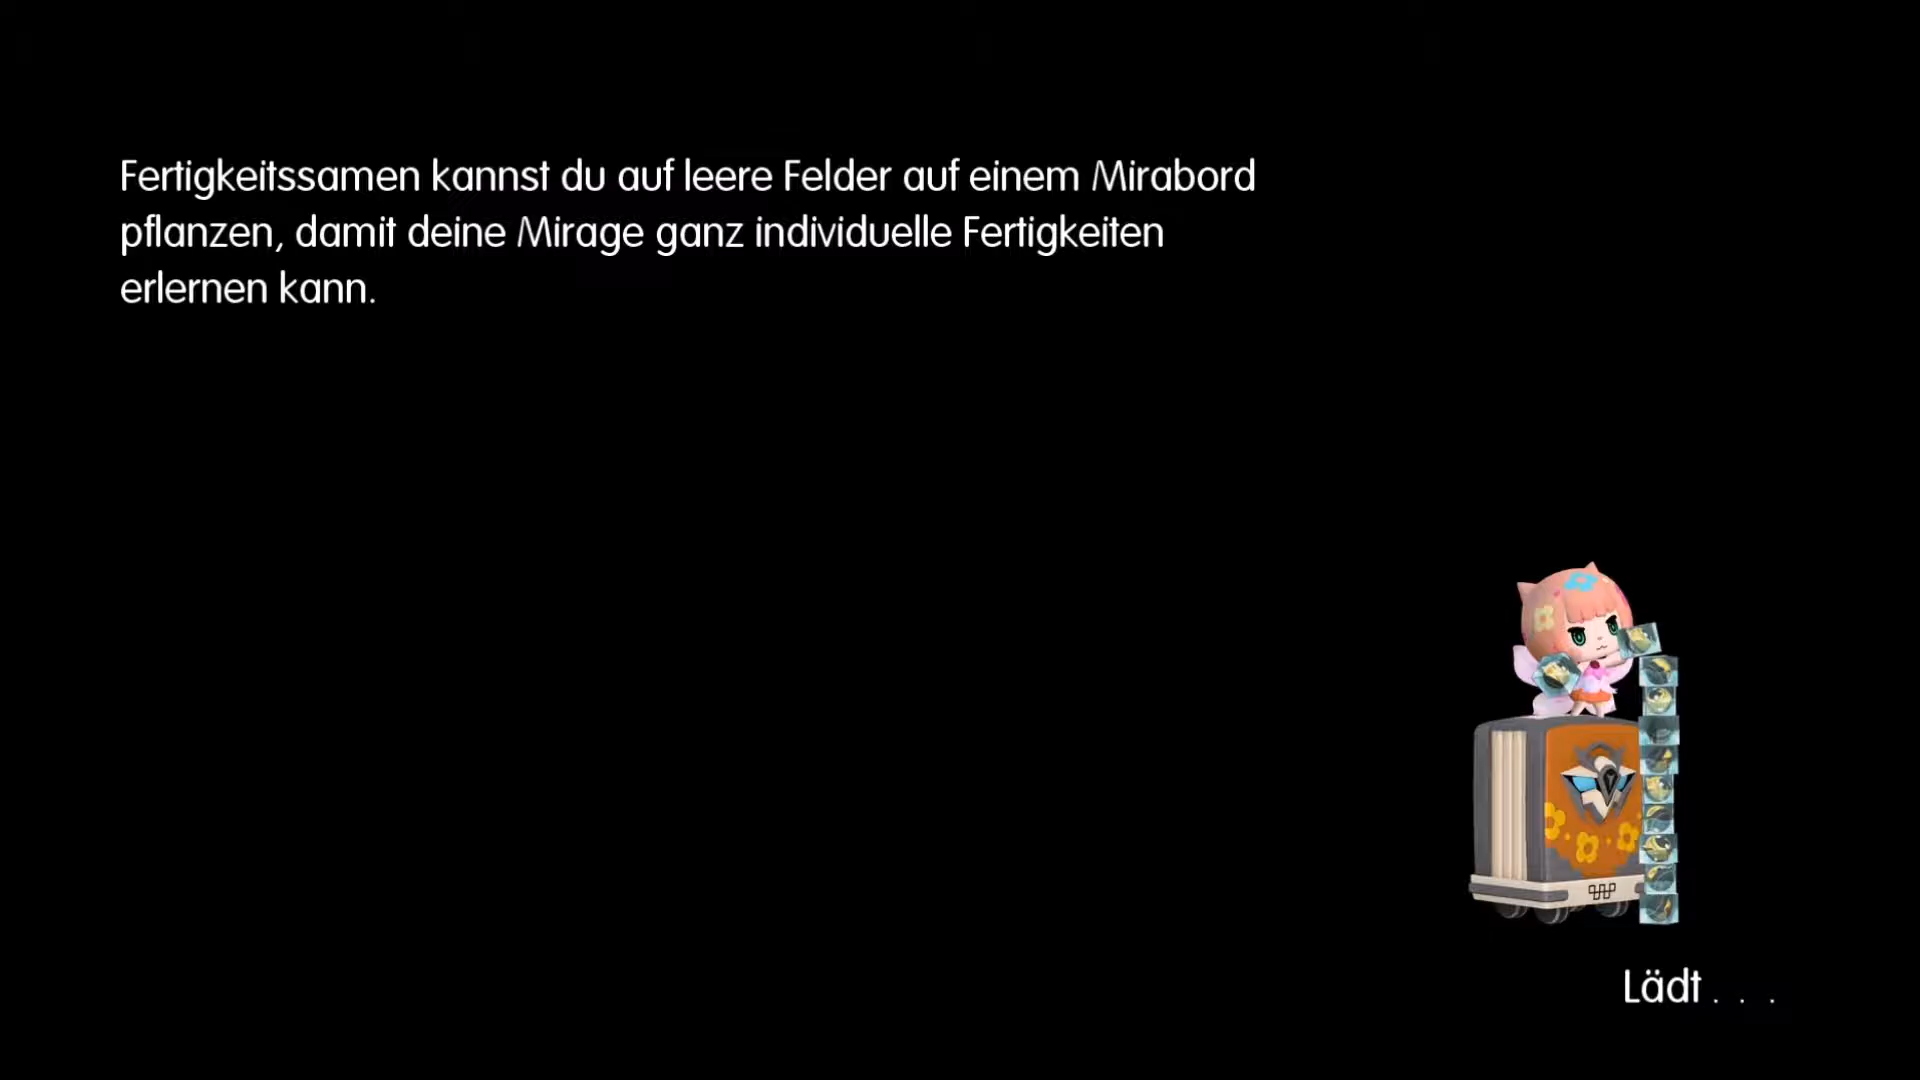 Fertigkeitssamen kannst du auf leere Felder auf einem Mirabord
pflanzen, damit deine Mirage ganz individuelle Fertigkeiten
erlernen kann.
Lädt . . .